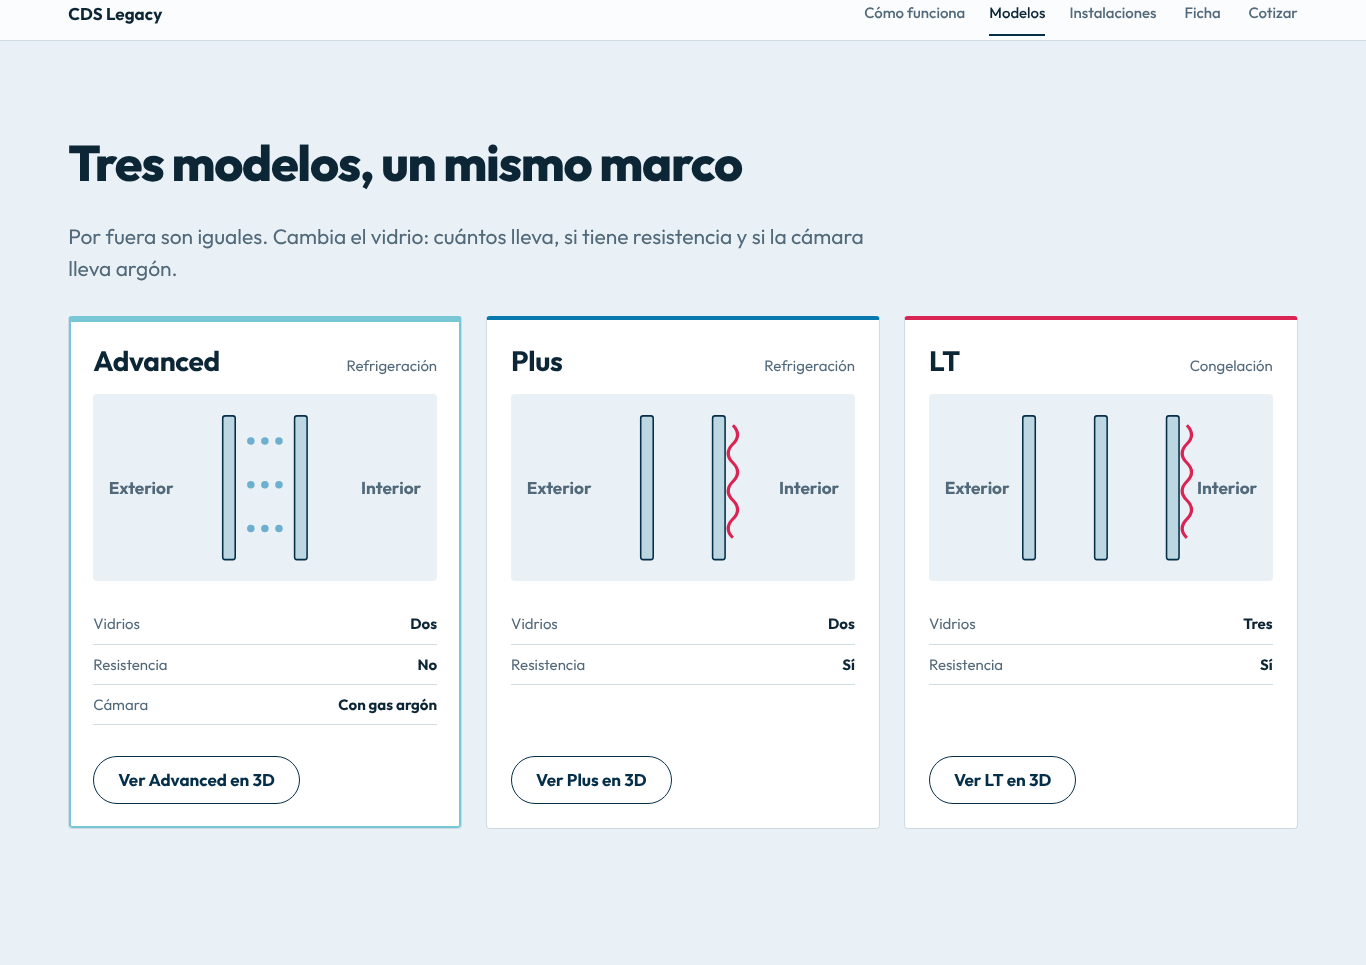 CDS Legacy
Cómo funciona Modelos Instalaciones Ficha Cotizar
Tres modelos, un mismo marco
Por fuera son iguales. Cambia el vidrio: cuántos lleva, si tiene resistencia y si la cámara
lleva argón.
Advanced
Refrigeración
Exterior
Interior
Vidrios Dos
Resistencia No
Cámara Con gas argón
Ver Advanced en 3D
Plus
Refrigeración
Exterior
Interior
Vidrios Dos
Resistencia Sí
Ver Plus en 3D
LT
Congelación
Exterior
Interior
Vidrios Tres
Resistencia Sí
Ver LT en 3D